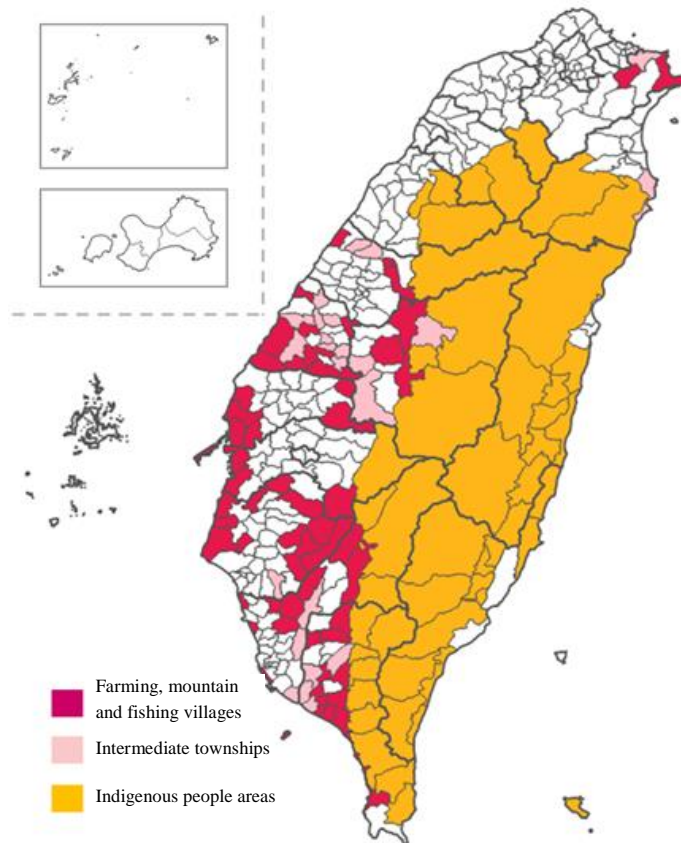 Farming, mountain
and fishing villages
Intermediate townships
Indigenous people areas